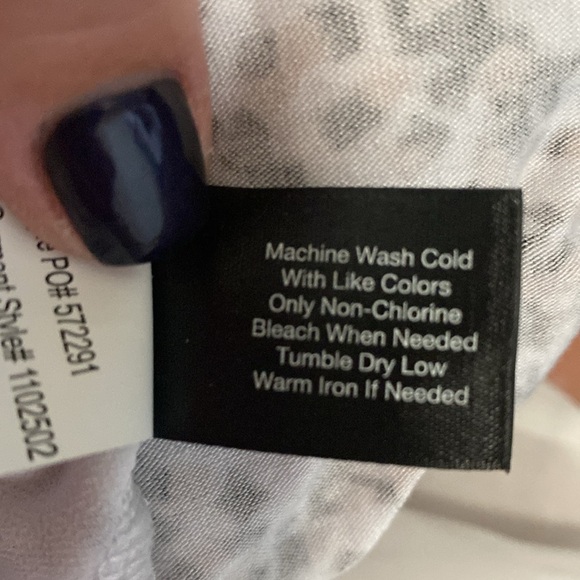 Machine Wash Cold
With Like Colors
Only Non-Chlorine
Bleach When Needed
Tumble Dry Low
Warm Iron If Needed
PO# 572291
Style# 1102502